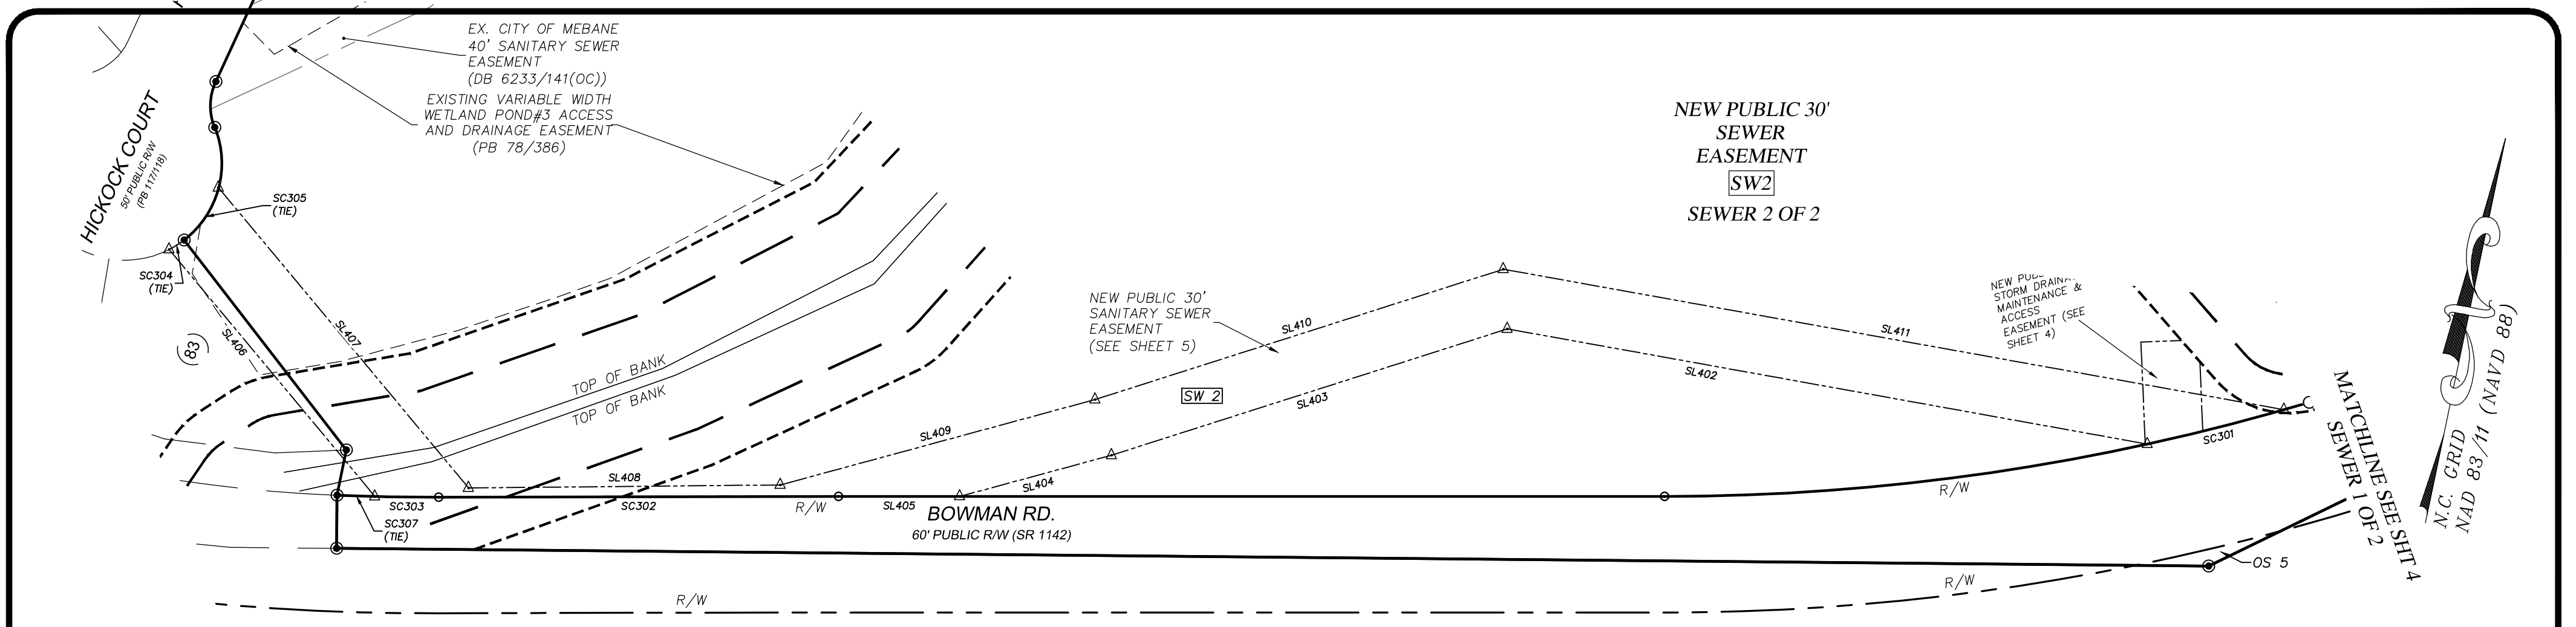 EX. CITY OF MEBANE
40' SANITARY SEWER
EASEMENT
(DB 6233/141(OC))
EXISTING VARIABLE WIDTH
WETLAND POND#3 ACCESS
AND DRAINAGE EASEMENT
(PB 78/386)
HICKOCK COURT
50' PUBLIC R/W
(PB 117/118)
SC305
(TIE)
SC304
(TIE)
83
SL406
SL407
NEW PUBLIC 30'
SEWER
EASEMENT
SW2
SEWER 2 OF 2
NEW PUBLIC 30'
SANITARY SEWER
EASEMENT
(SEE SHEET 5)
SL410
SL411
SL402
SL403
SW 2
NEW
STORM
MAINTENANCE &
ACCESS
EASEMENT (SEE
SHEET 4)
TOP OF BANK
TOP OF BANK
SL409
SL408
SL404
SL405
SC301
SC302
SC303
SC307
(TIE)
R/W
BOWMAN RD.
60' PUBLIC R/W (SR 1142)
R/W
R/W
R/W
OS 5
MATCHLINE SEE SHT 4
SEWER 1 OF 2
N.C. GRID
NAD 83/11 (NAVD 88)